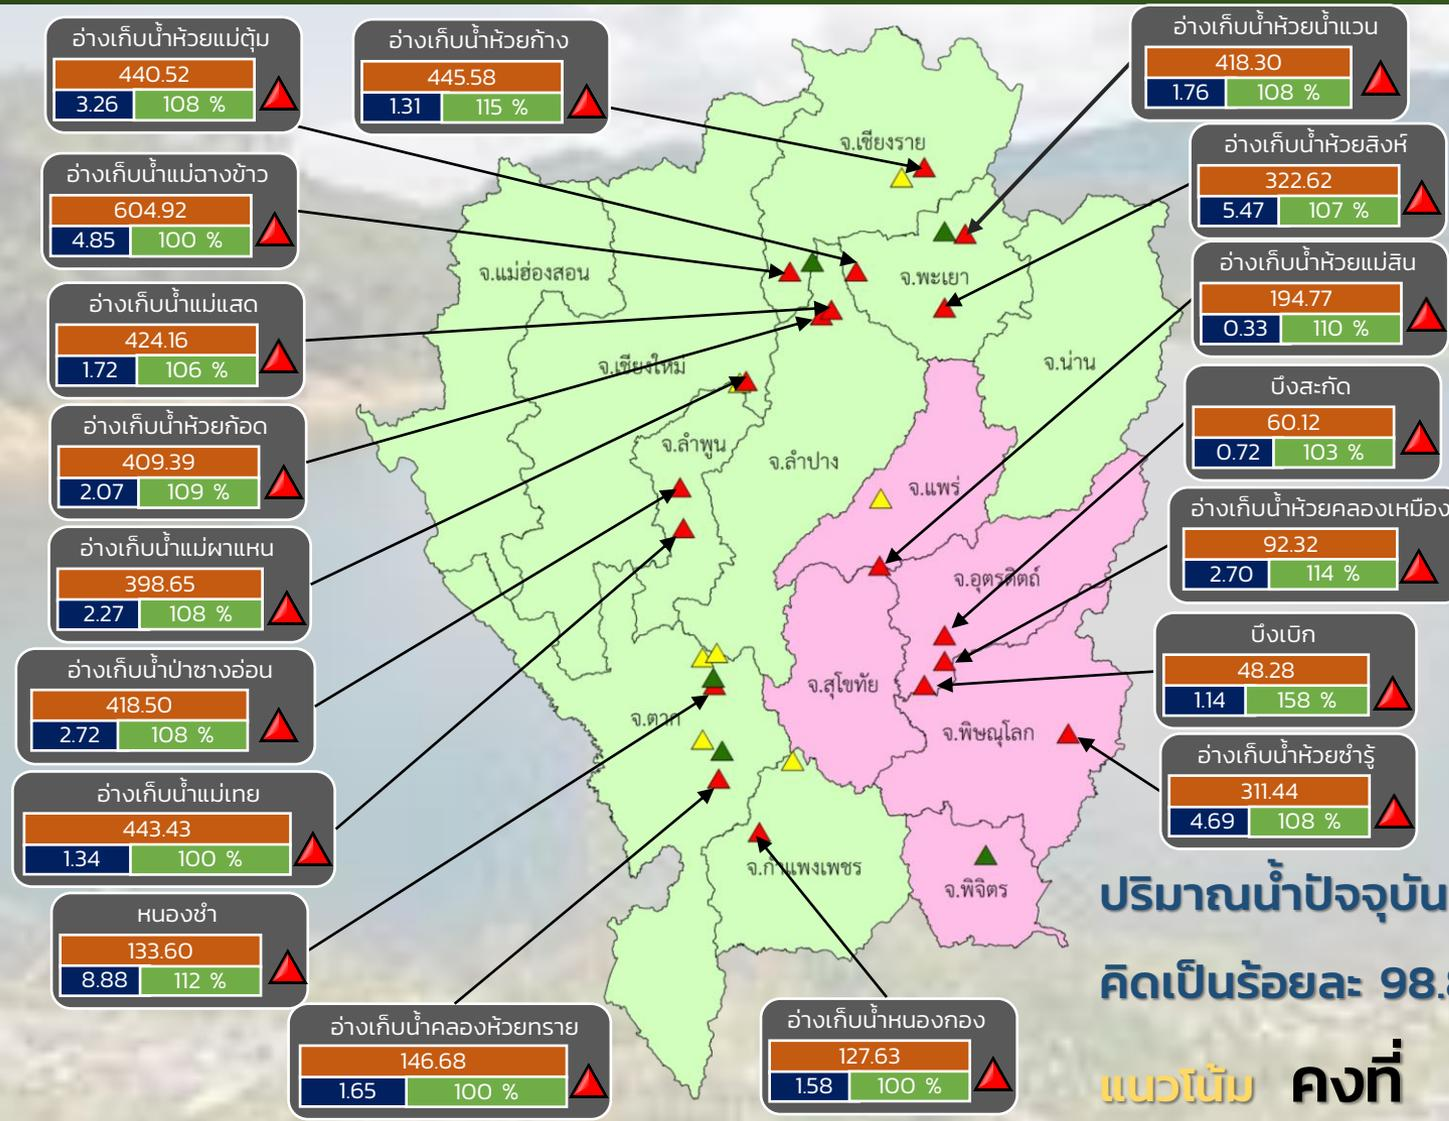 อ่างเก็บน้ำห้วยแม่ตุ้ม
440.52
3.26 108 %
อ่างเก็บน้ำห้วยก้าง
445.58
1.31 115 %
อ่างเก็บน้ำห้วยน้ำแวน
418.30
1.76 108 %
อ่างเก็บน้ำแม่ฉางข้าว
604.92
4.85 100 %
อ่างเก็บน้ำห้วยสิงห์
322.62
5.47 107 %
อ่างเก็บน้ำแม่แสด
424.16
1.72 106 %
อ่างเก็บน้ำห้วยแม่สิน
194.77
0.33 110 %
อ่างเก็บน้ำห้วยก้อด
409.39
2.07 109 %
บึงสะกัด
60.12
0.72 103 %
อ่างเก็บน้ำแม่ผาแหน
398.65
2.27 108 %
อ่างเก็บน้ำห้วยคลองเหมือง
92.32
2.70 114 %
อ่างเก็บน้ำป่าซางอ่อน
418.50
2.72 108 %
บึงเบิก
48.28
1.14 158 %
อ่างเก็บน้ำแม่เทย
443.43
1.34 100 %
อ่างเก็บน้ำห้วยซำรู้
311.44
4.69 108 %
หนองชำ
133.60
8.88 112 %
อ่างเก็บน้ำคลองห้วยทราย
146.68
1.65 100 %
อ่างเก็บน้ำหนองกอง
127.63
1.58 100 %
จ.เชียงราย
จ.แม่ฮ่องสอน
จ.พะเยา
จ.เชียงใหม่
จ.น่าน
จ.ลำพูน
จ.ลำปาง
จ.แพร่
จ.อุตรดิตถ์
จ.สุโขทัย
จ.ตาก
จ.พิษณุโลก
จ.กำแพงเพชร
จ.พิจิตร
ปริมาณน้ำปัจจุบัน
คิดเป็นร้อยละ 98.8
แนวโน้ม คงที่